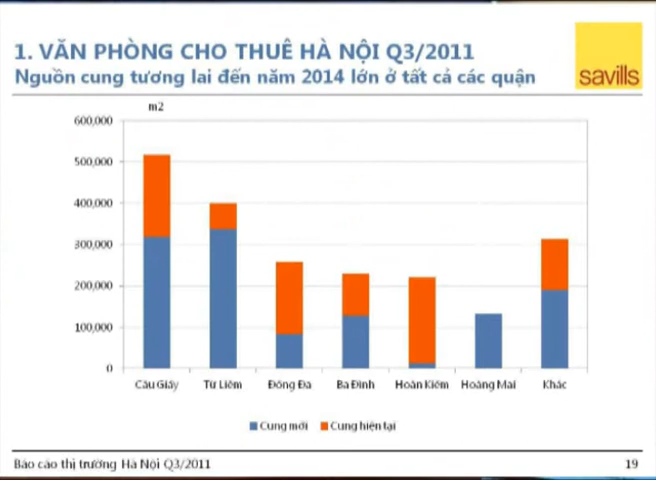 1. VĂN PHÒNG CHO THUÊ HÀ NỘI Q3/2011
Nguồn cung tương lai đến năm 2014 lớn ở tất cả các quận
savills
m2
600,000
500,000
400,000
300,000
200,000
100,000
0
Cầu Giấy Từ Liêm Đống Đa Ba Đình Hoàn Kiếm Hoàng Mai Khác
Cung mới Cung hiện tại
Báo cáo thị trường Hà Nội Q3/2011
19